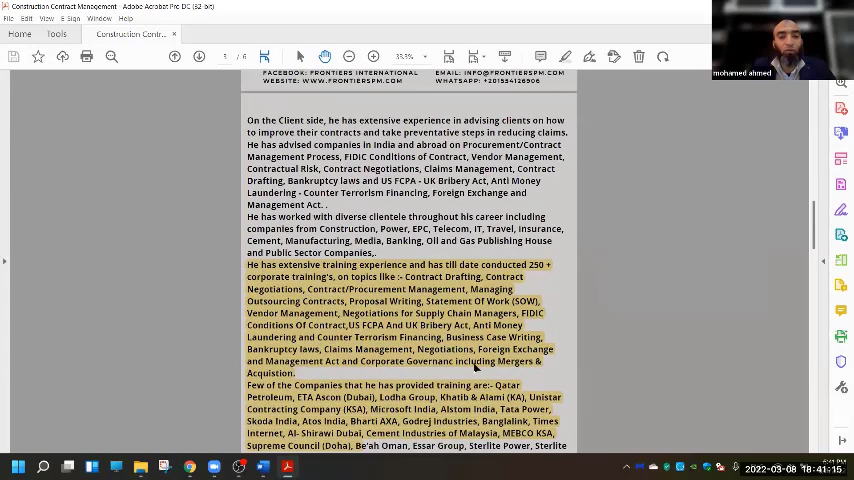 Construction Contract Management - Adobe Acrobat Pro DC (32-bit)
File Edit View E-Sign Window Help
Home Tools Construction Contr... ×
3 / 6 33.3%
mohamed ahmed
FACEBOOK: FRONTIERS INTERNATIONAL EMAIL: INFO@FRONTIERSPM.COM
WEBSITE: WWW.FRONTIERSPM.COM WHATSAPP: +201554126906
On the Client side, he has extensive experience in advising clients on how
to improve their contracts and take preventative steps in reducing claims.
He has advised companies in India and abroad on Procurement/Contract
Management Process, FIDIC Conditions of Contract, Vendor Management,
Contractual Risk, Contract Negotiations, Claims Management, Contract
Drafting, Bankruptcy laws and US FCPA - UK Bribery Act, Anti Money
Laundering - Counter Terrorism Financing, Foreign Exchange and
Management Act. .
He has worked with diverse clientele throughout his career including
companies from Construction, Power, EPC, Telecom, IT, Travel, Insurance,
Cement, Manufacturing, Media, Banking, Oil and Gas Publishing House
and Public Sector Companies,.
He has extensive training experience and has till date conducted 250 +
corporate training's, on topics like :- Contract Drafting, Contract
Negotiations, Contract/Procurement Management, Managing
Outsourcing Contracts, Proposal Writing, Statement Of Work (SOW),
Vendor Management, Negotiations for Supply Chain Managers, FIDIC
Conditions Of Contract,US FCPA And UK Bribery Act, Anti Money
Laundering and Counter Terrorism Financing, Business Case Writing,
Bankruptcy laws, Claims Management, Negotiations, Foreign Exchange
and Management Act and Corporate Governanc including Mergers &
Acquistion.
Few of the Companies that he has provided training are:- Qatar
Petroleum, ETA Ascon (Dubai), Lodha Group, Khatib & Alami (KA), Unistar
Contracting Company (KSA), Microsoft India, Alstom India, Tata Power,
Skoda India, Atos India, Bharti AXA, Godrej Industries, Banglalink, Times
Internet, Al- Shirawi Dubai, Cement Industries of Malaysia, MEBCO KSA,
Supreme Council (Doha), Be'ah Oman, Essar Group, Sterlite Power, Sterlite
2022-03-08 18:41:15